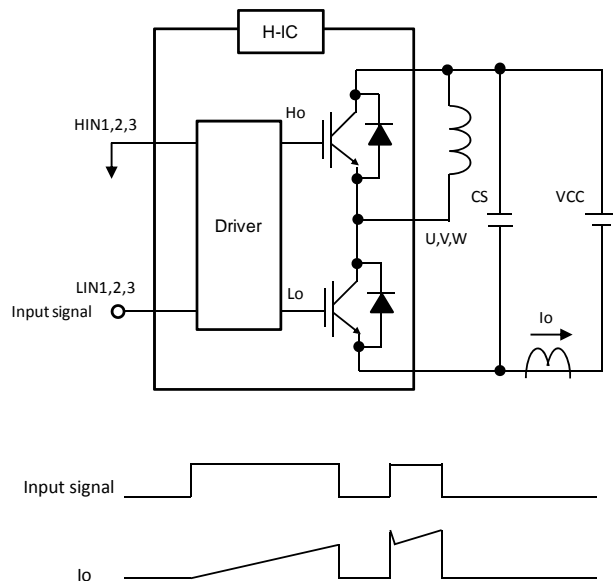 H-IC
Ho
HIN1,2,3
CS
VCC
Driver
U,V,W
LIN1,2,3
Lo
Input signal
Io
Input signal
Io